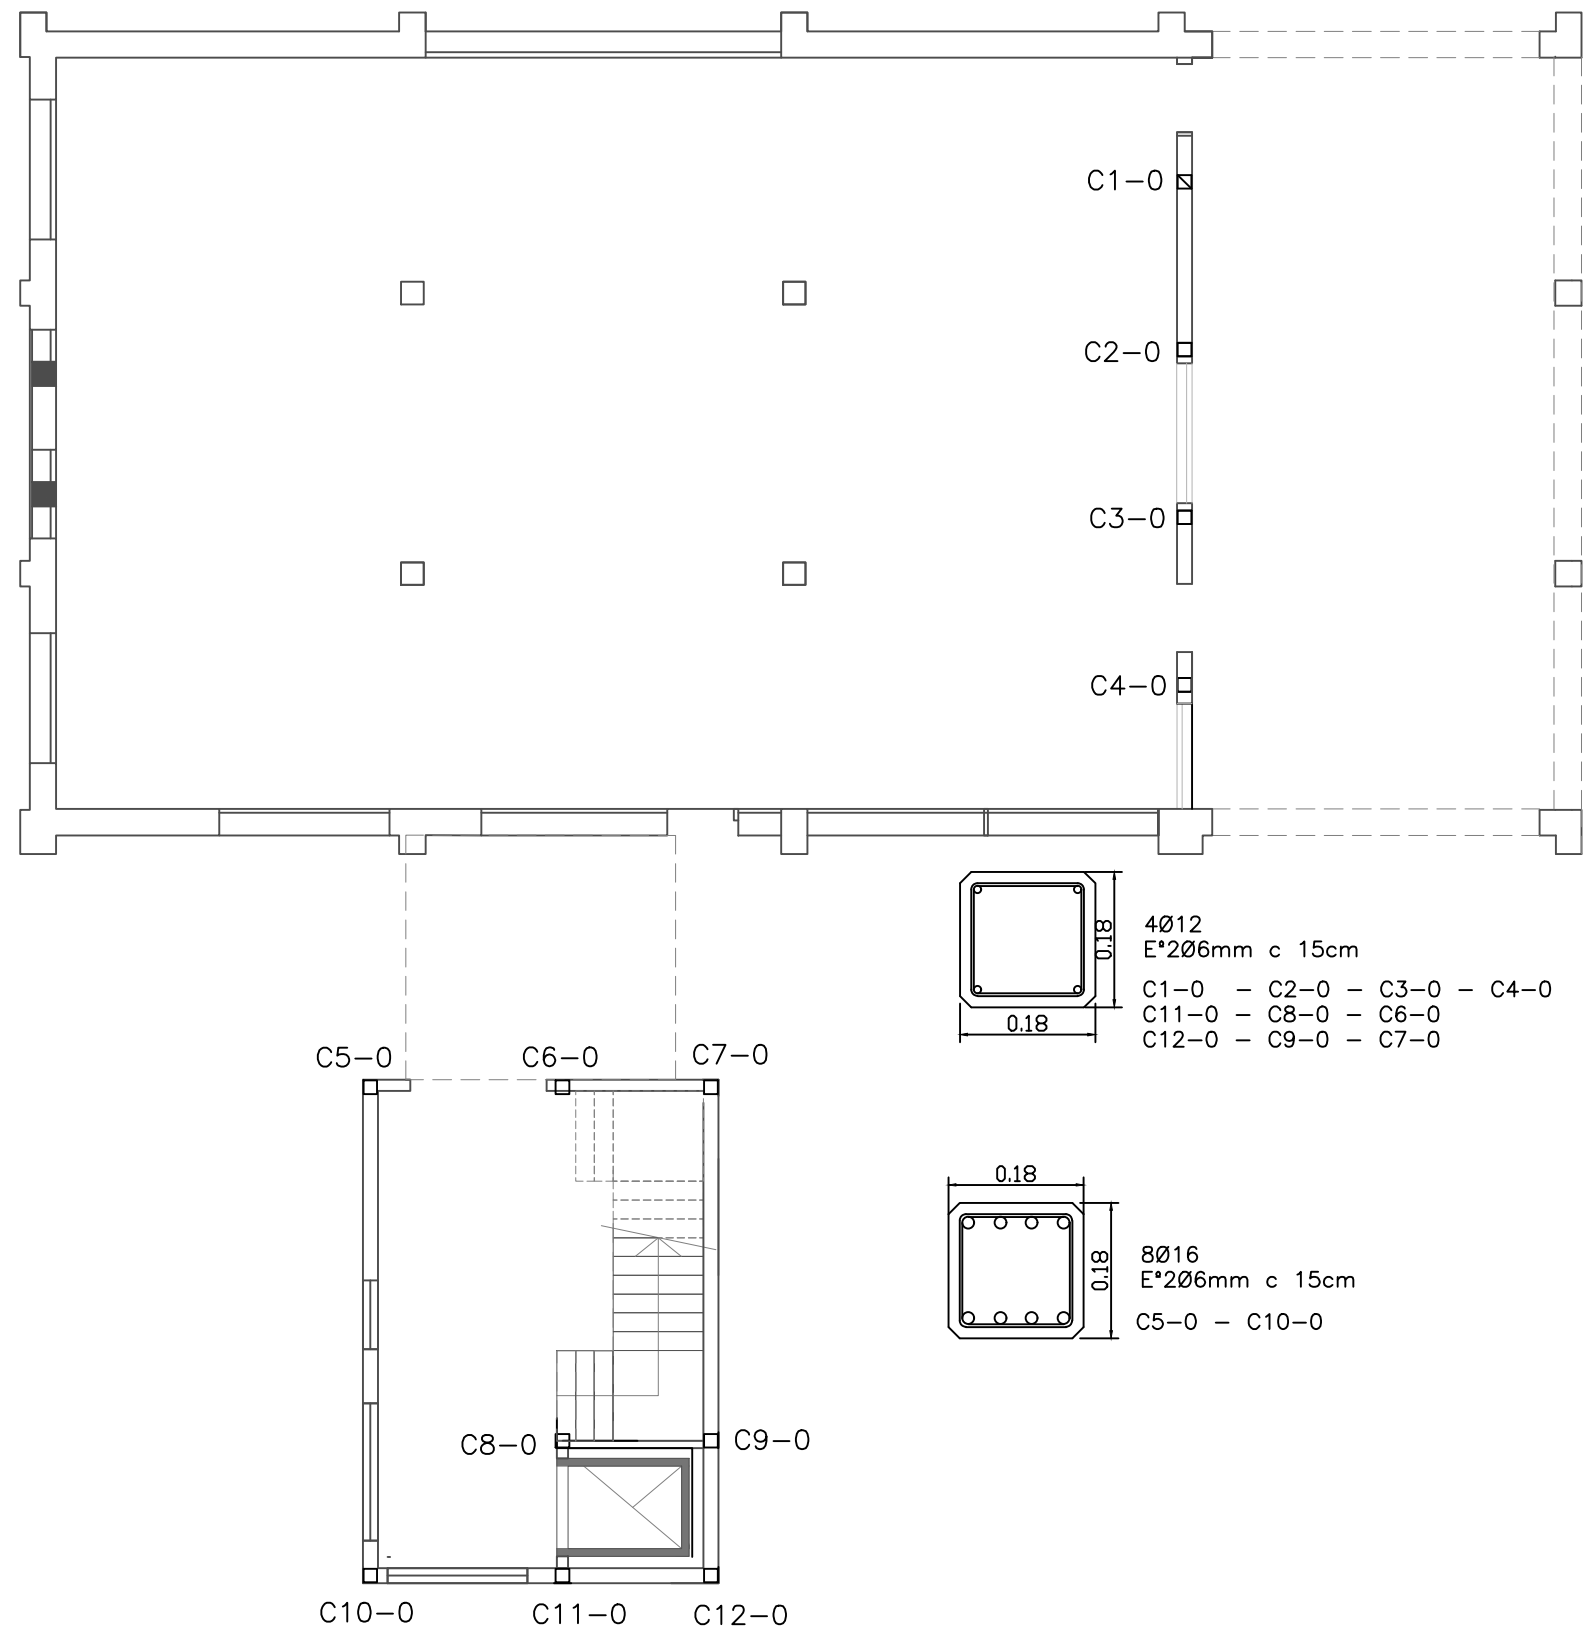 C1-0
C2-0
C3-0
C4-0
0.18
0.18
4Ø12
Eª2Ø6mm c 15cm
C1-0 - C2-0 - C3-0 - C4-0
C11-0 - C8-0 - C6-0
C12-0 - C9-0 - C7-0
C5-0
C6-0
C7-0
0.18
0.18
8Ø16
Eª2Ø6mm c 15cm
C5-0 - C10-0
C8-0
C9-0
C10-0
C11-0
C12-0